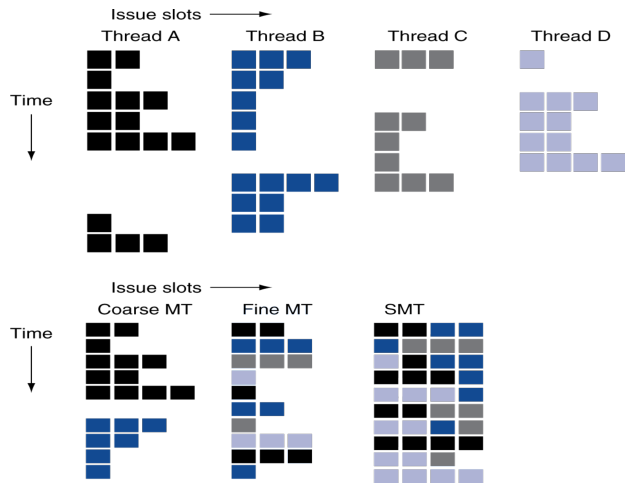 Issue slots
Thread A Thread B Thread C Thread D
Time
Issue slots
Coarse MT Fine MT SMT
Time